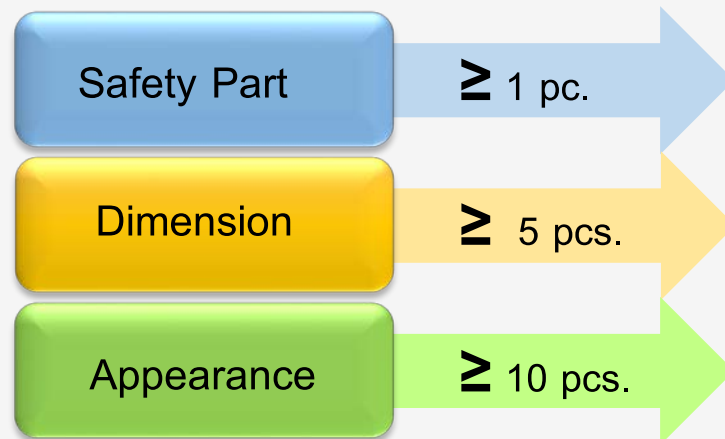 Safety Part ≥ 1 pc.
Dimension ≥ 5 pcs.
Appearance ≥ 10 pcs.